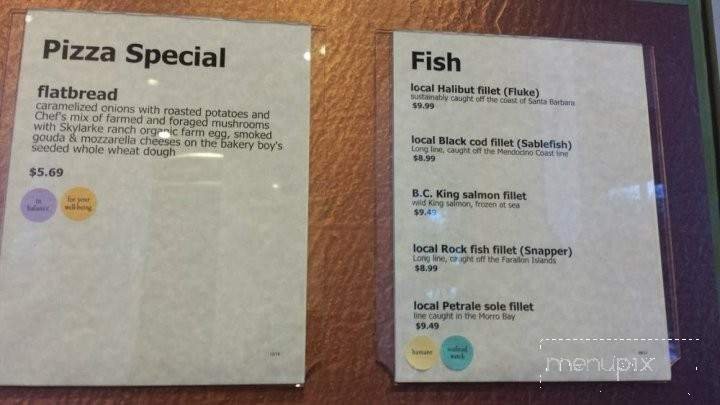 Pizza Special
flatbread
caramelized onions with roasted potatoes and
Chef's mix of farmed and foraged mushrooms
with Skylarke ranch organic farm egg, smoked
gouda & mozzarella cheeses on the bakery boy's
seeded whole wheat dough
$5.69
in
balance
for your
well-being
Fish
local Halibut fillet (Fluke)
sustainably caught off the coast of Santa Barbara
$9.99
local Black cod fillet (Sablefish)
Long line, caught off the Mendocino Coast line
$8.99
B.C. King salmon fillet
wild King salmon, frozen at sea
$9.49
local Rock fish fillet (Snapper)
Long line, caught off the Farallon Islands
$8.99
local Petrale sole fillet
line caught in the Morro Bay
$9.49
humane
seafood
watch
menupix